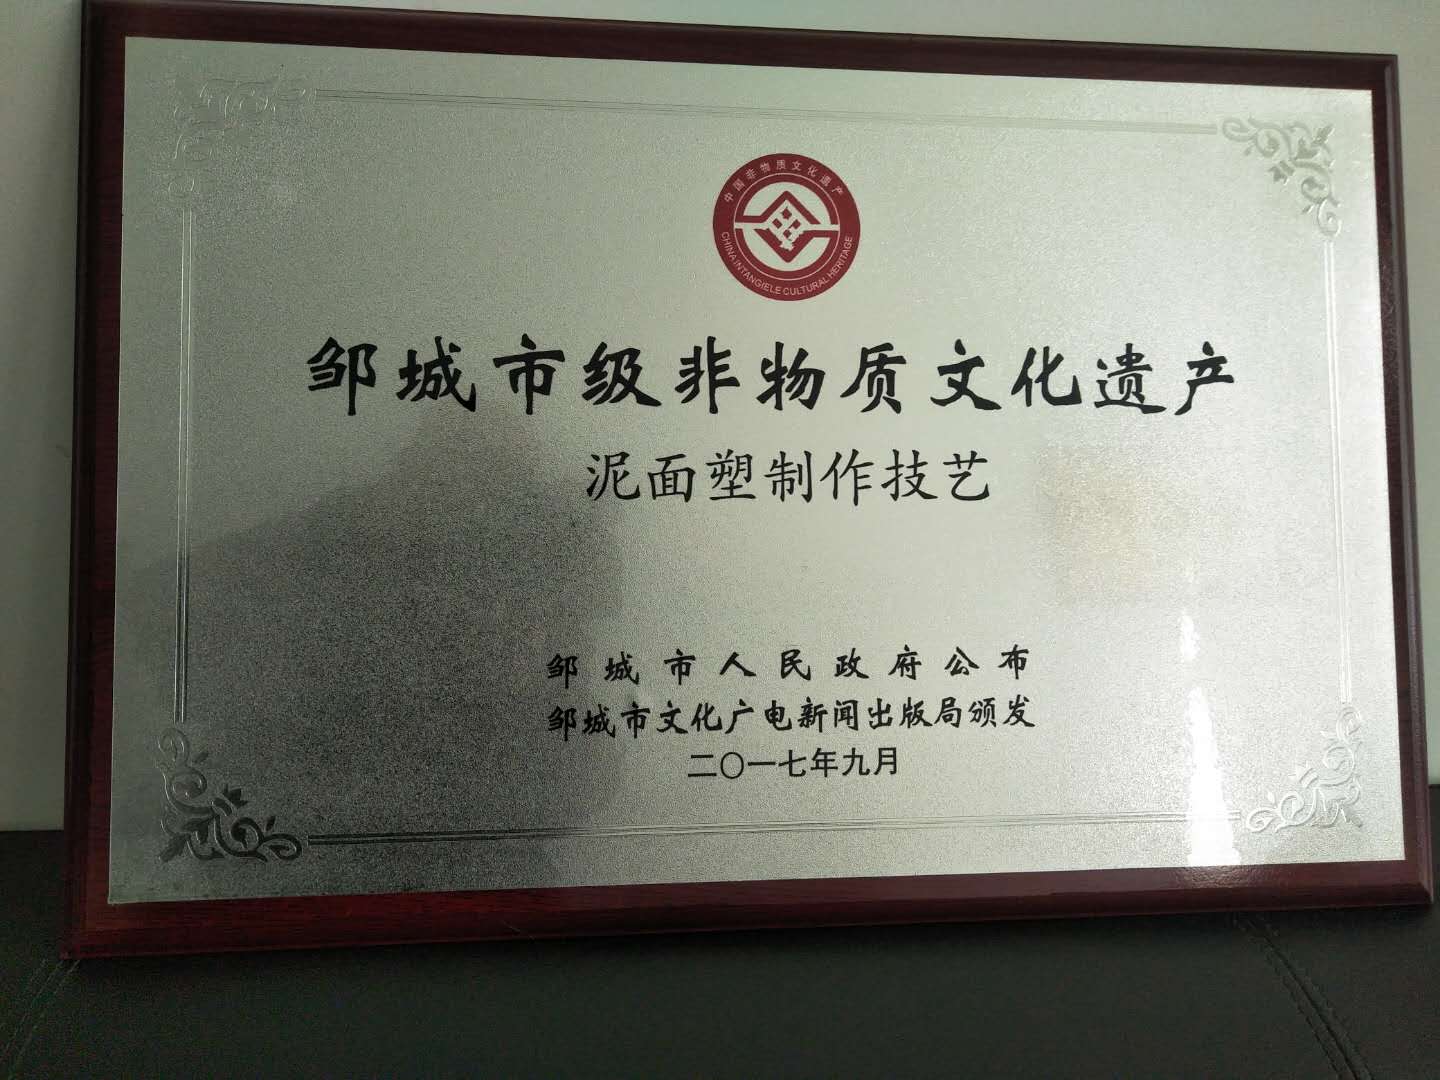 中国非物质文化遗产
CHINA INTANGIELE CULTURAL HERITAGE
邹城市级非物质文化遗产
泥面塑制作技艺
邹城市人民政府公布
邹城市文化广电新闻出版局颁发
二〇一七年九月